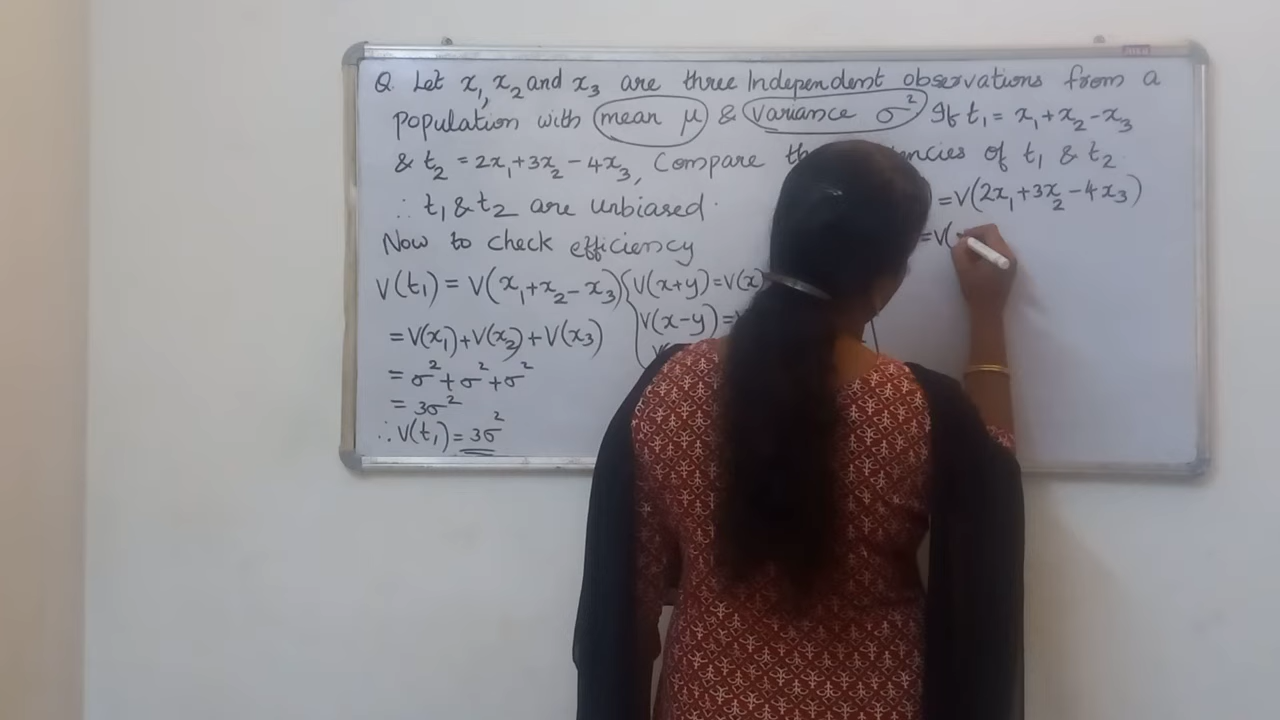 Q. Let x₁, x₂ and x₃ are three Independent observations from a
population with mean μ & variance σ² If t₁ = x₁+x₂-x₃
& t₂ = 2x₁+3x₂-4x₃, Compare of t₁ & t₂.
∴ t₁ & t₂ are unbiased.
= V(2x₁+3x₂-4x₃)
Now to check efficiency
= V(
V(t₁) = V(x₁+x₂-x₃)
V(x+y) = V(x)
= V(x₁)+V(x₂)+V(x₃)
V(x-y) =
= σ²+σ²+σ²
= 3σ²
∴ V(t₁) = 3σ²